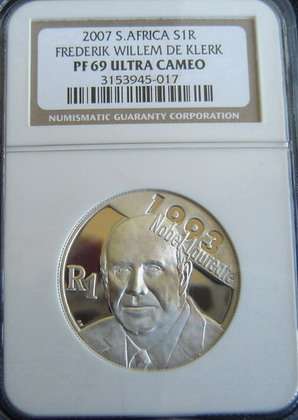 2007 S.AFRICA S1R
FREDERIK WILLEM DE KLERK
PF 69 ULTRA CAMEO
3153945-017
NUMISMATIC GUARANTY CORPORATION
1993
Nobel Laureate
R1